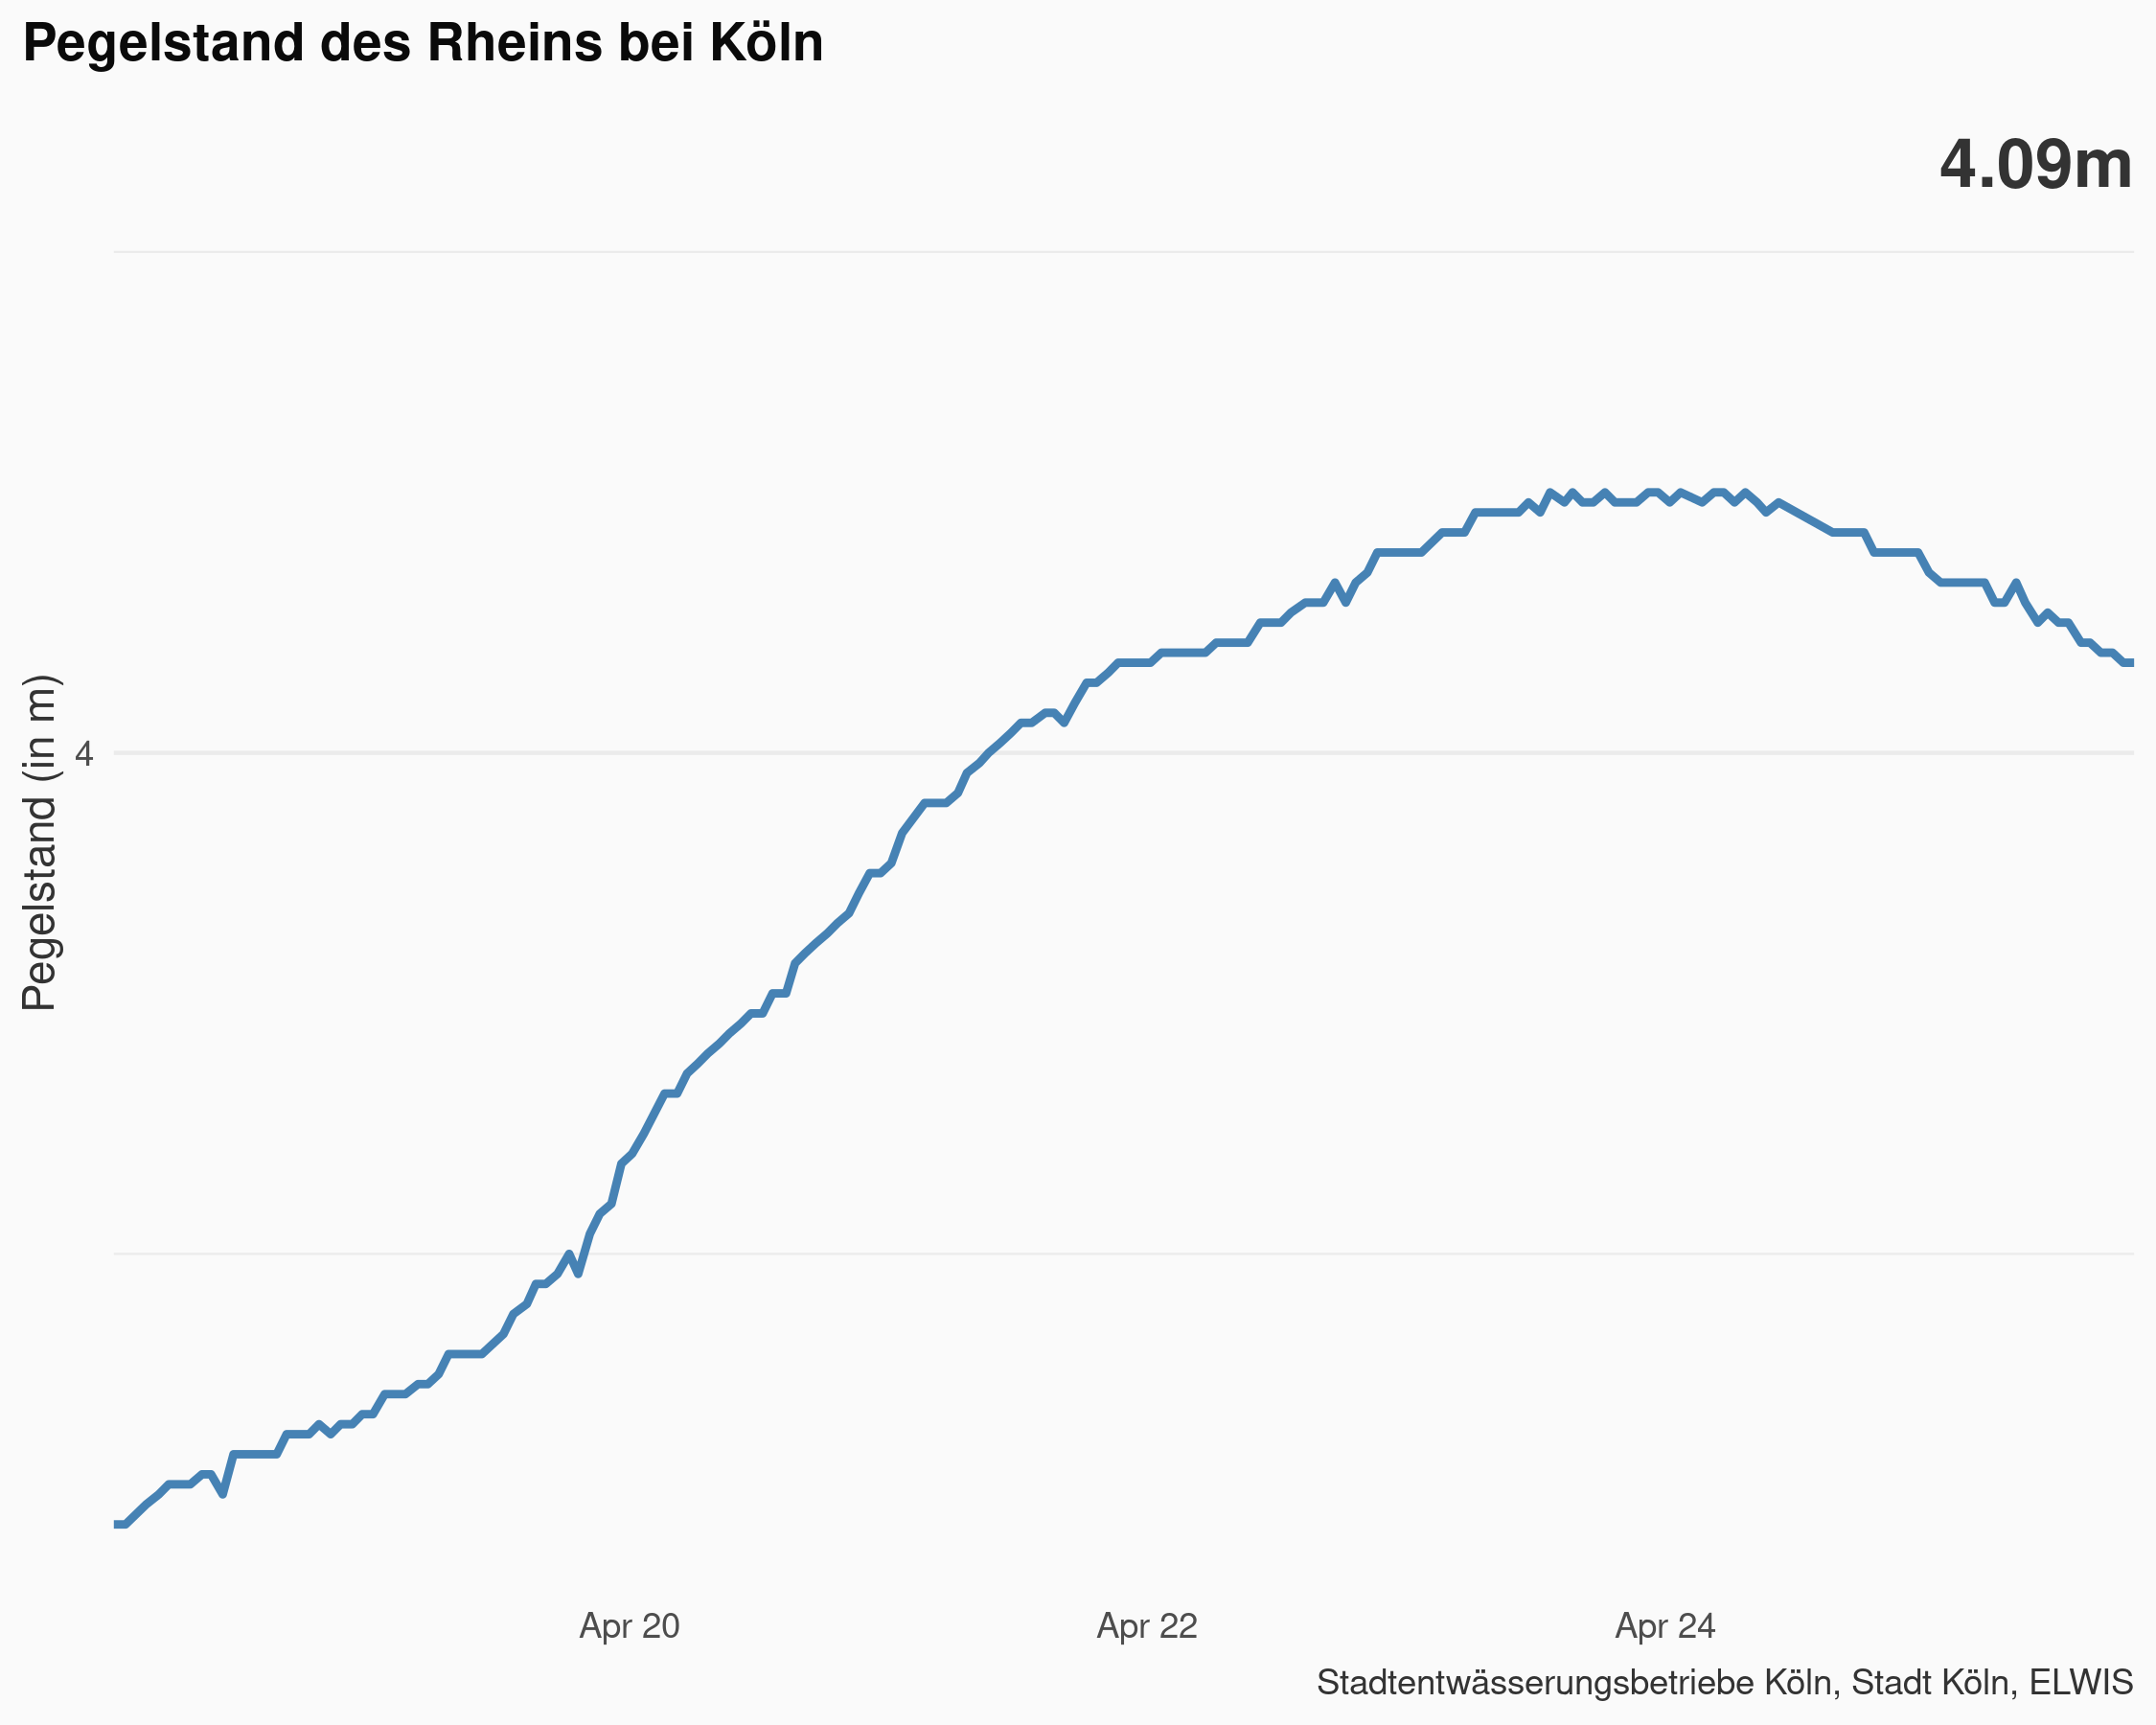 Pegelstand des Rheins bei Köln
4.09m
Pegelstand (in m)
4
Apr 20
Apr 22
Apr 24
Stadtentwässerungsbetriebe Köln, Stadt Köln, ELWIS